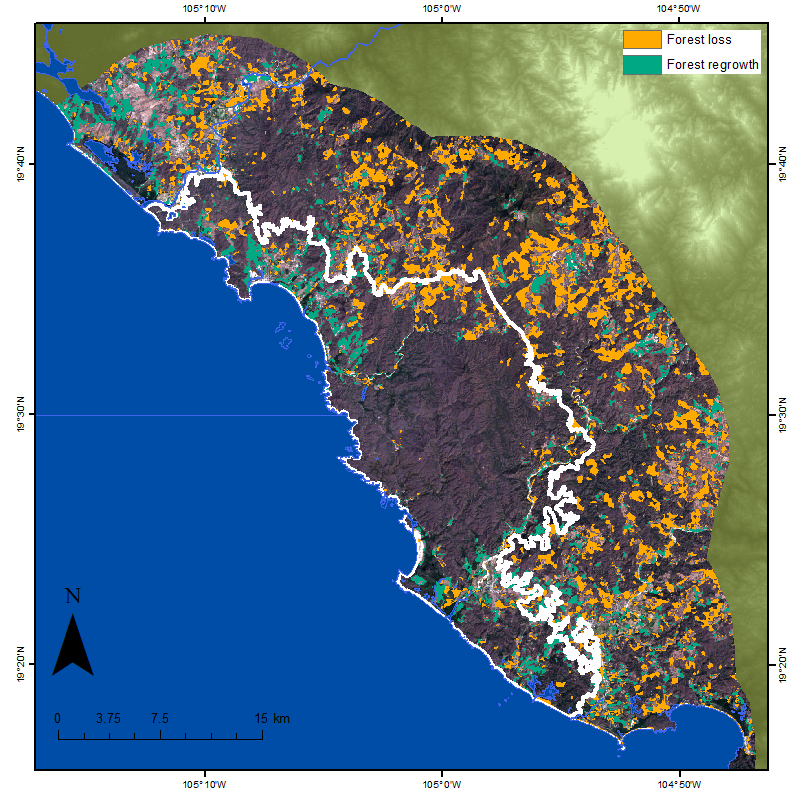 105°10'W 105°0'W 104°50'W
Forest loss
Forest regrowth
19°40'N 19°40'N
19°30'N 19°30'N
19°20'N 19°20'N
N
0 3.75 7.5 15 km
105°10'W 105°0'W 104°50'W